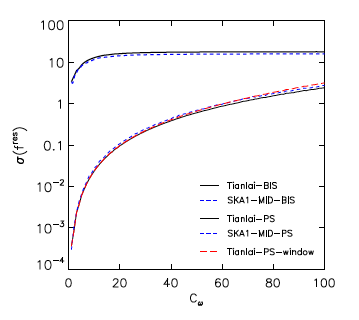 100
10
1
0.1
10⁻²
10⁻³
10⁻⁴
σ(fʳᵉˢ)
Tianlai-BIS
SKA1-MID-BIS
Tianlai-PS
SKA1-MID-PS
Tianlai-PS-window
0 20 40 60 80 100
C_ω